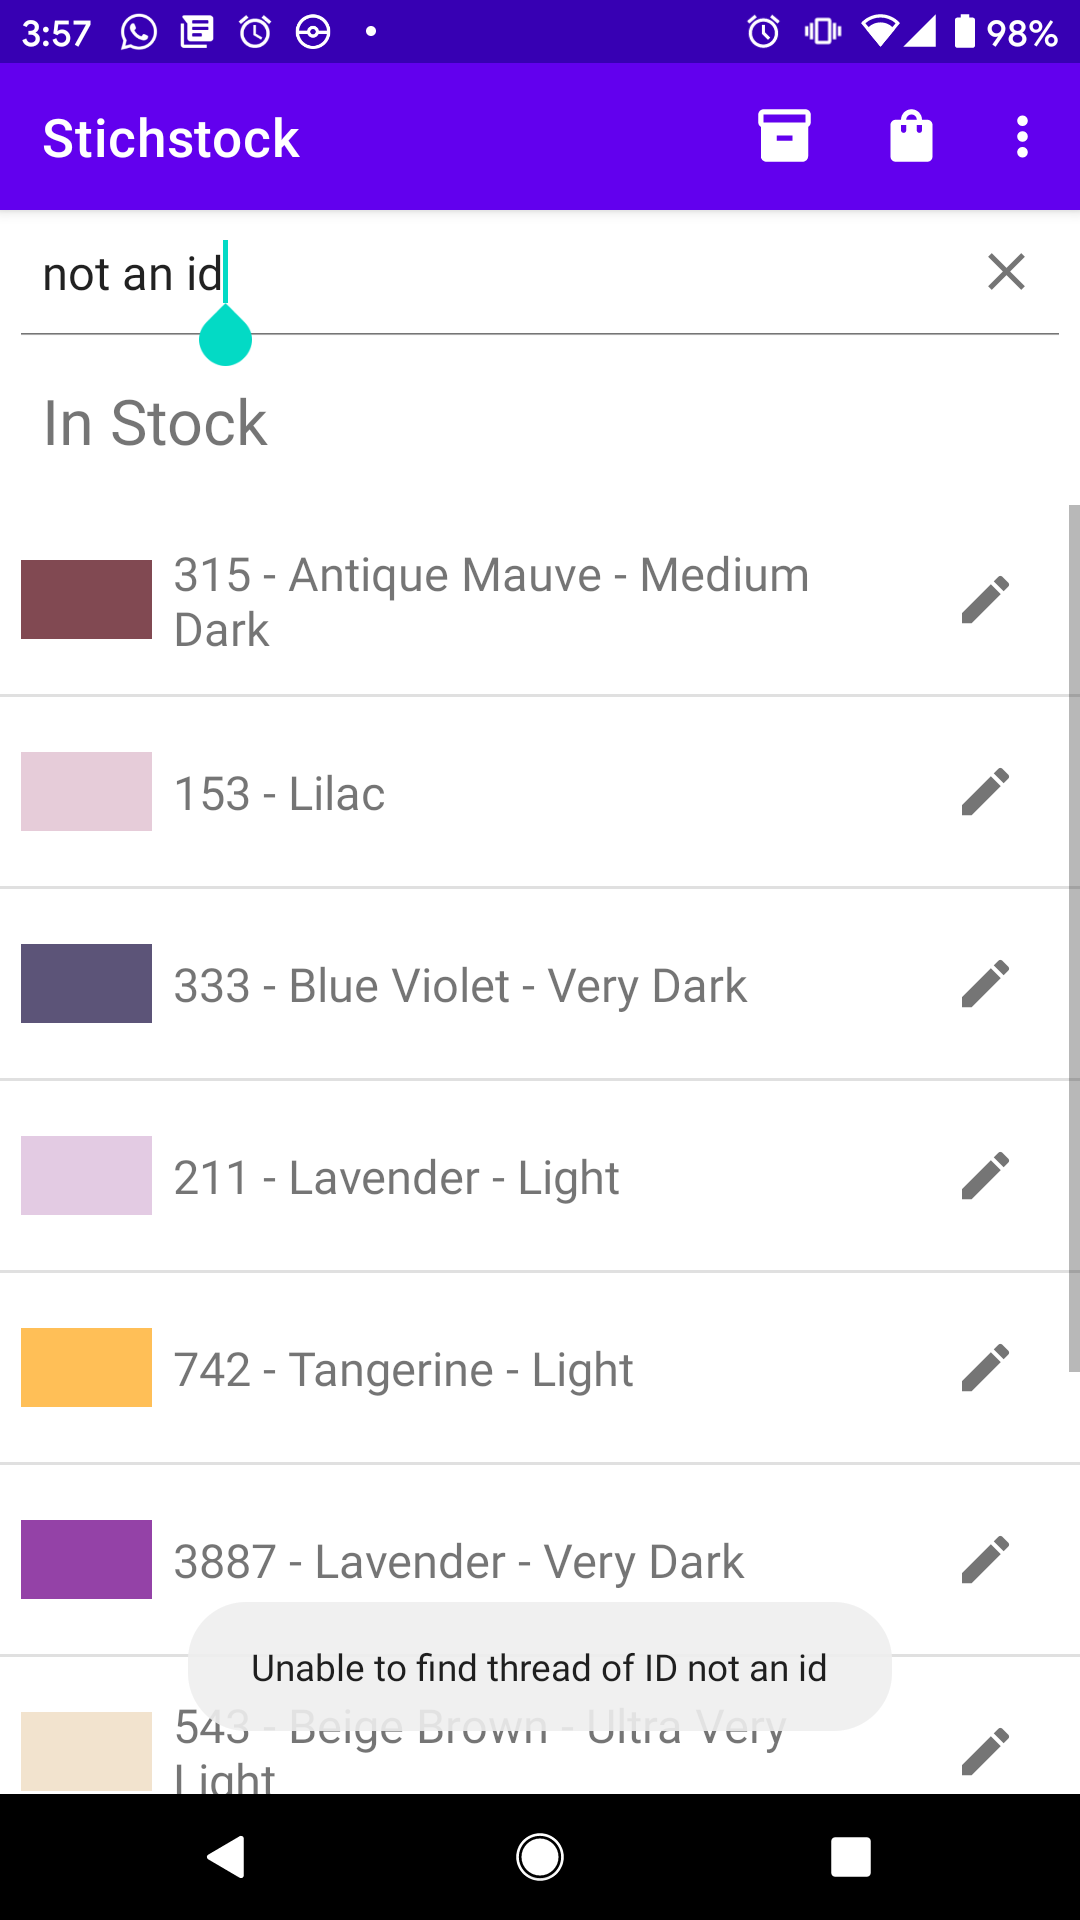 3:57
98%
Stichstock
not an id
In Stock
315 - Antique Mauve - Medium
Dark
153 - Lilac
333 - Blue Violet - Very Dark
211 - Lavender - Light
742 - Tangerine - Light
3887 - Lavender - Very Dark
Unable to find thread of ID not an id
543 - Beige Brown - Ultra Very
Light